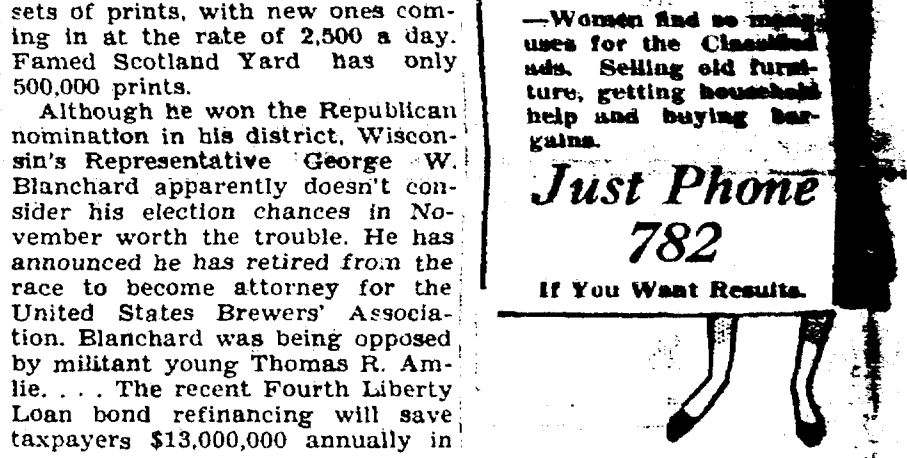 sets of prints, with new ones com-
ing in at the rate of 2,500 a day.
Famed Scotland Yard has only
500,000 prints.
Although he won the Republican
nomination in his district, Wiscon-
sin's Representative George W.
Blanchard apparently doesn't con-
sider his election chances in No-
vember worth the trouble. He has
announced he has retired from the
race to become attorney for the
United States Brewers' Associa-
tion. Blanchard was being opposed
by militant young Thomas R. Am-
lie. . . . The recent Fourth Liberty
Loan bond refinancing will save
taxpayers $13,000,000 annually in
—Women find so many
uses for the Classified
ads. Selling old furni-
ture, getting household
help and buying bar-
gains.
Just Phone
782
If You Want Results.